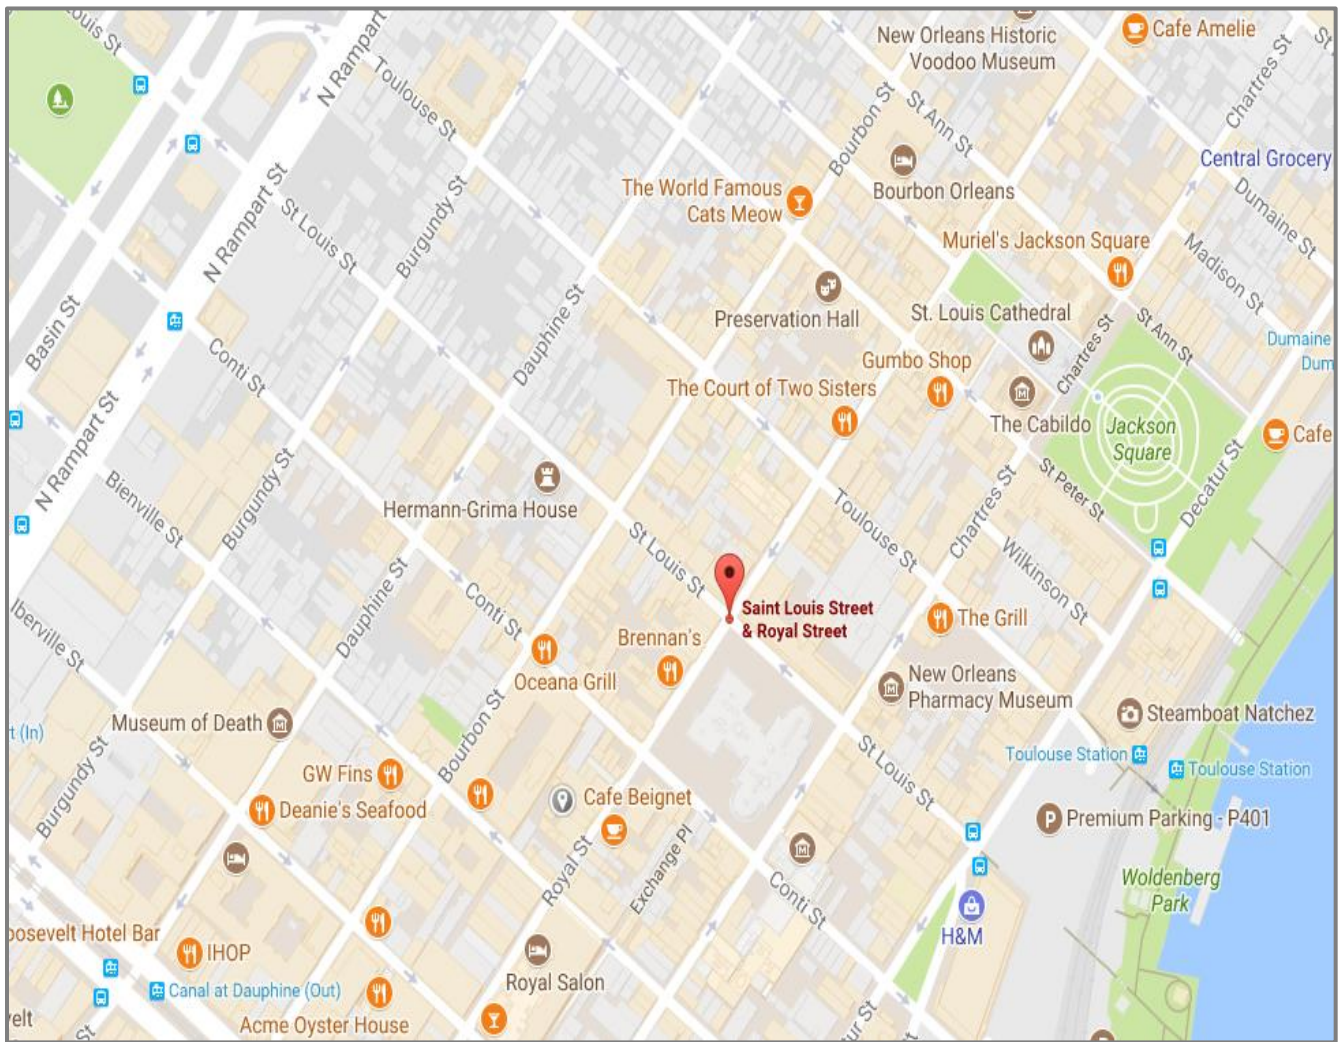 Louis St
N Rampart
Toulouse St
New Orleans Historic
Voodoo Museum
Cafe Amelie
St
Chartres St
Bourbon St
St Ann St
Central Grocery
N Rampart St
St Louis St
Burgundy St
The World Famous
Cats Meow
Bourbon Orleans
Dumaine St
Muriel's Jackson Square
Madison St
Basin St
Dauphine St
Preservation Hall
St. Louis Cathedral
Chartres St
St Ann St
Dumaine
Dum
Conti St
Gumbo Shop
The Court of Two Sisters
The Cabildo
Jackson
Square
Cafe
N Rampart St
Bienville St
Burgundy St
Hermann-Grima House
Toulouse St
Chartres St
St Peter St
Decatur St
St Louis St
Wilkinson St
Iberville St
Dauphine St
Conti St
Saint Louis Street
& Royal Street
Brennan's
The Grill
Oceana Grill
New Orleans
Pharmacy Museum
Museum of Death
t (In)
Burgundy St
Bourbon St
Steamboat Natchez
Toulouse Station
Toulouse Station
St Louis St
GW Fins
Deanie's Seafood
Cafe Beignet
Premium Parking - P401
Royal St
Exchange Pl
Conti St
Woldenberg
Park
H&M
oosevelt Hotel Bar
IHOP
Royal Salon
Canal at Dauphine (Out)
velt
St
Acme Oyster House
tur St